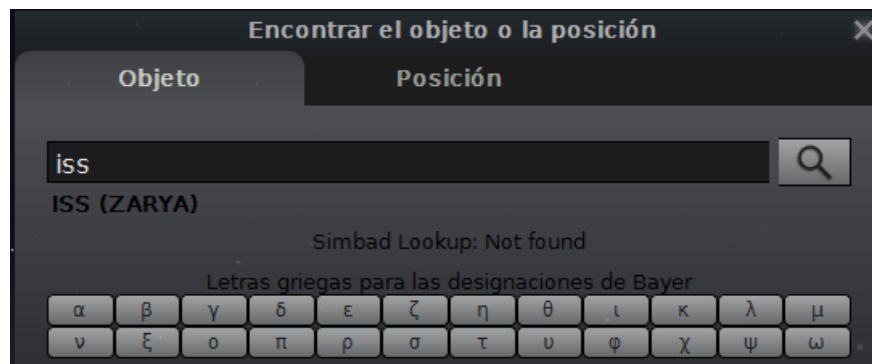 Encontrar el objeto o la posición
Objeto Posición
iss
ISS (ZARYA)
Simbad Lookup: Not found
Letras griegas para las designaciones de Bayer
α β γ δ ε ζ η θ ι κ λ μ
ν ξ ο π ρ σ τ υ φ χ ψ ω